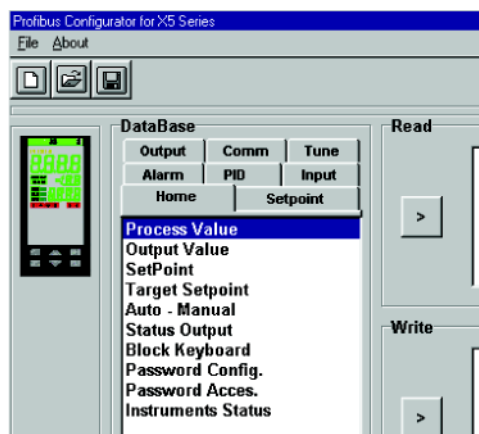 Profibus Configurator for X5 Series
File About
DataBase
Output Comm Tune
Alarm PID Input
Home Setpoint
Process Value
Output Value
SetPoint
Target Setpoint
Auto - Manual
Status Output
Block Keyboard
Password Config.
Password Acces.
Instruments Status
Read
>
Write
>